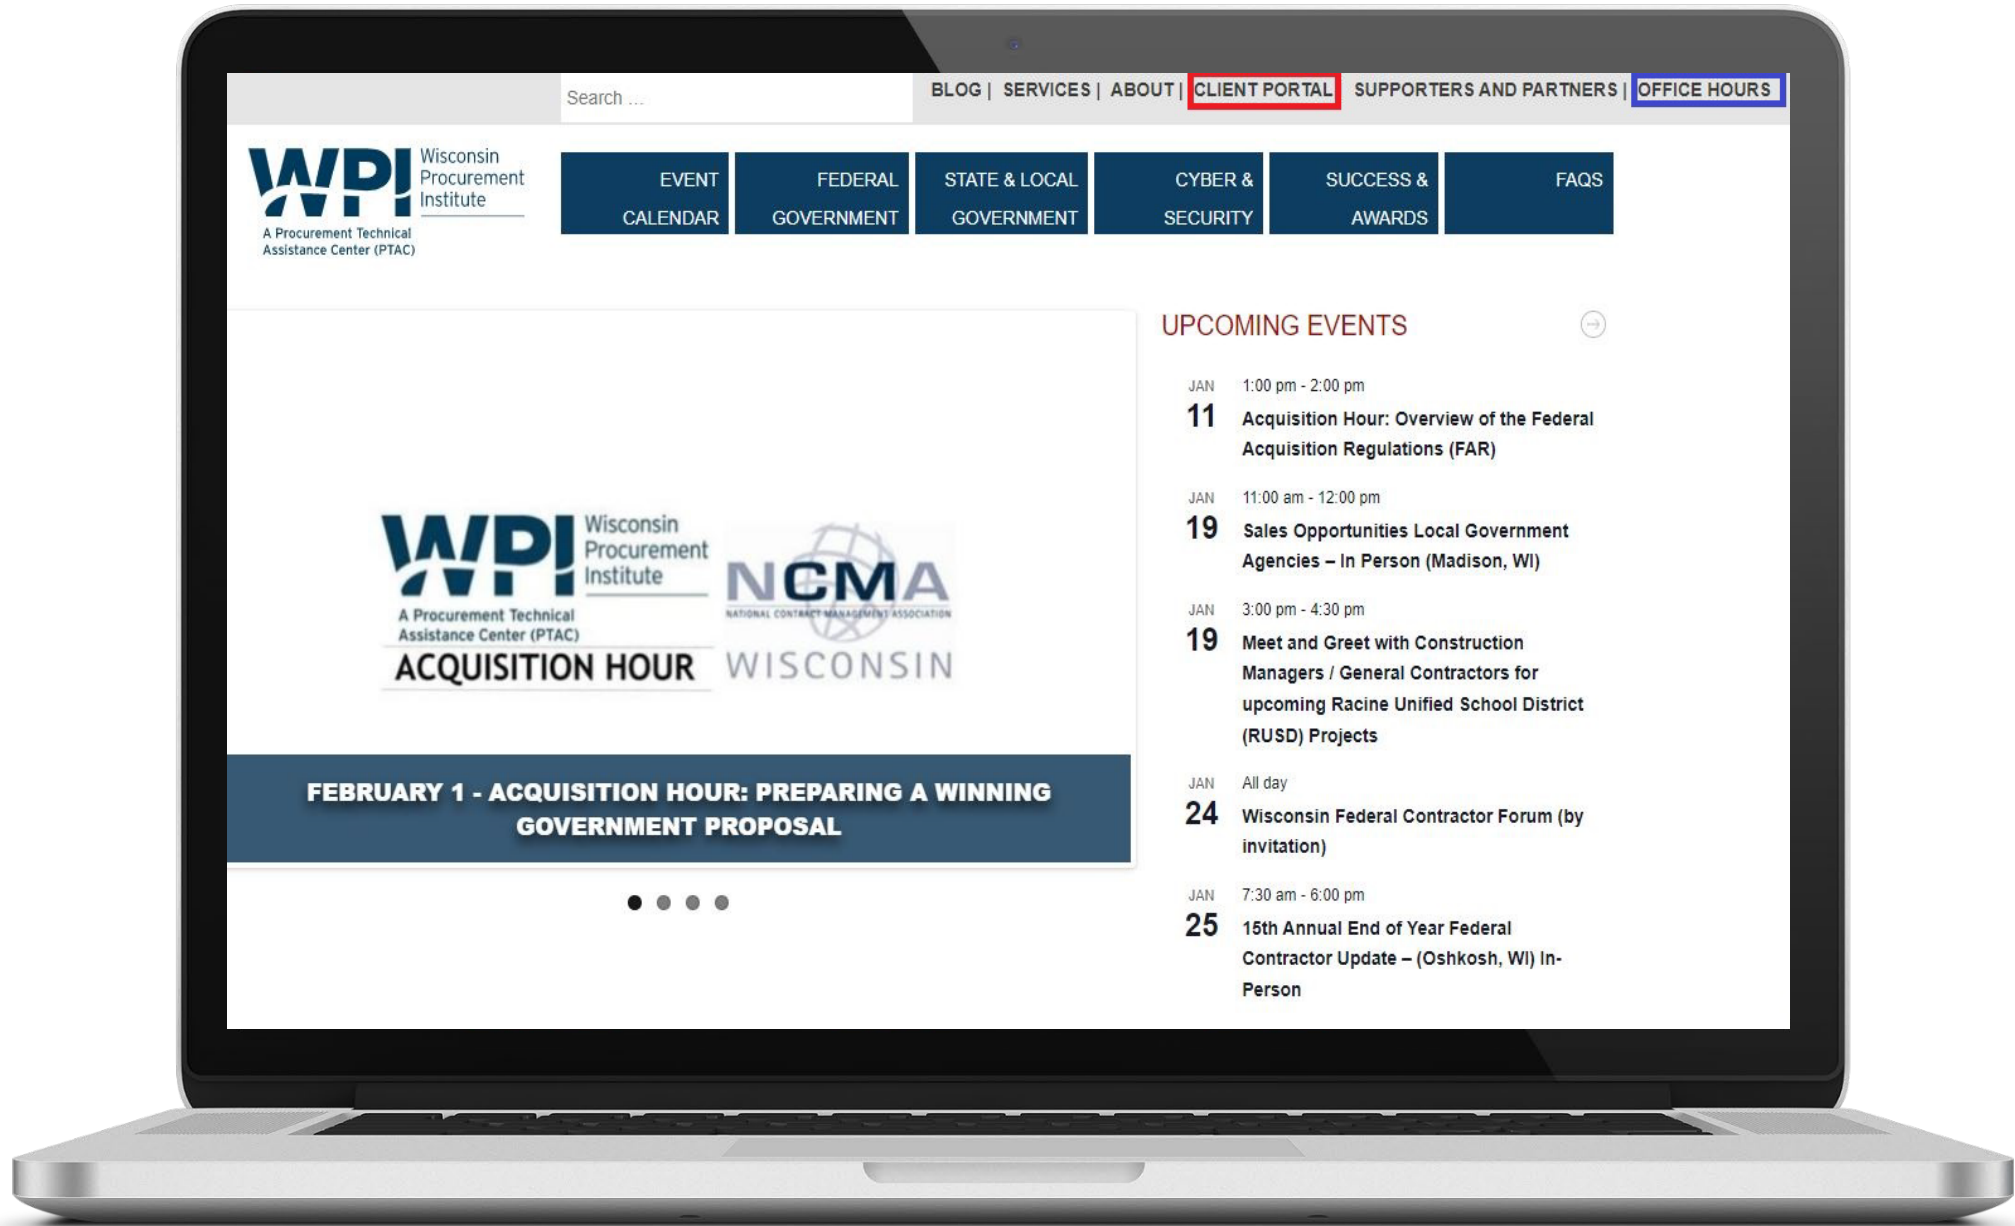 Search ...
BLOG | SERVICES | ABOUT | CLIENT PORTAL SUPPORTERS AND PARTNERS | OFFICE HOURS
WPI
Wisconsin
Procurement
Institute
A Procurement Technical
Assistance Center (PTAC)
EVENT
CALENDAR
FEDERAL
GOVERNMENT
STATE & LOCAL
GOVERNMENT
CYBER &
SECURITY
SUCCESS &
AWARDS
FAQS
WPI
Wisconsin
Procurement
Institute
A Procurement Technical
Assistance Center (PTAC)
ACQUISITION HOUR
NCMA
NATIONAL CONTRACT MANAGEMENT ASSOCIATION
WISCONSIN
FEBRUARY 1 - ACQUISITION HOUR: PREPARING A WINNING
GOVERNMENT PROPOSAL
UPCOMING EVENTS
JAN 1:00 pm - 2:00 pm
11 Acquisition Hour: Overview of the Federal
Acquisition Regulations (FAR)
JAN 11:00 am - 12:00 pm
19 Sales Opportunities Local Government
Agencies – In Person (Madison, WI)
JAN 3:00 pm - 4:30 pm
19 Meet and Greet with Construction
Managers / General Contractors for
upcoming Racine Unified School District
(RUSD) Projects
JAN All day
24 Wisconsin Federal Contractor Forum (by
invitation)
JAN 7:30 am - 6:00 pm
25 15th Annual End of Year Federal
Contractor Update – (Oshkosh, WI) In-
Person